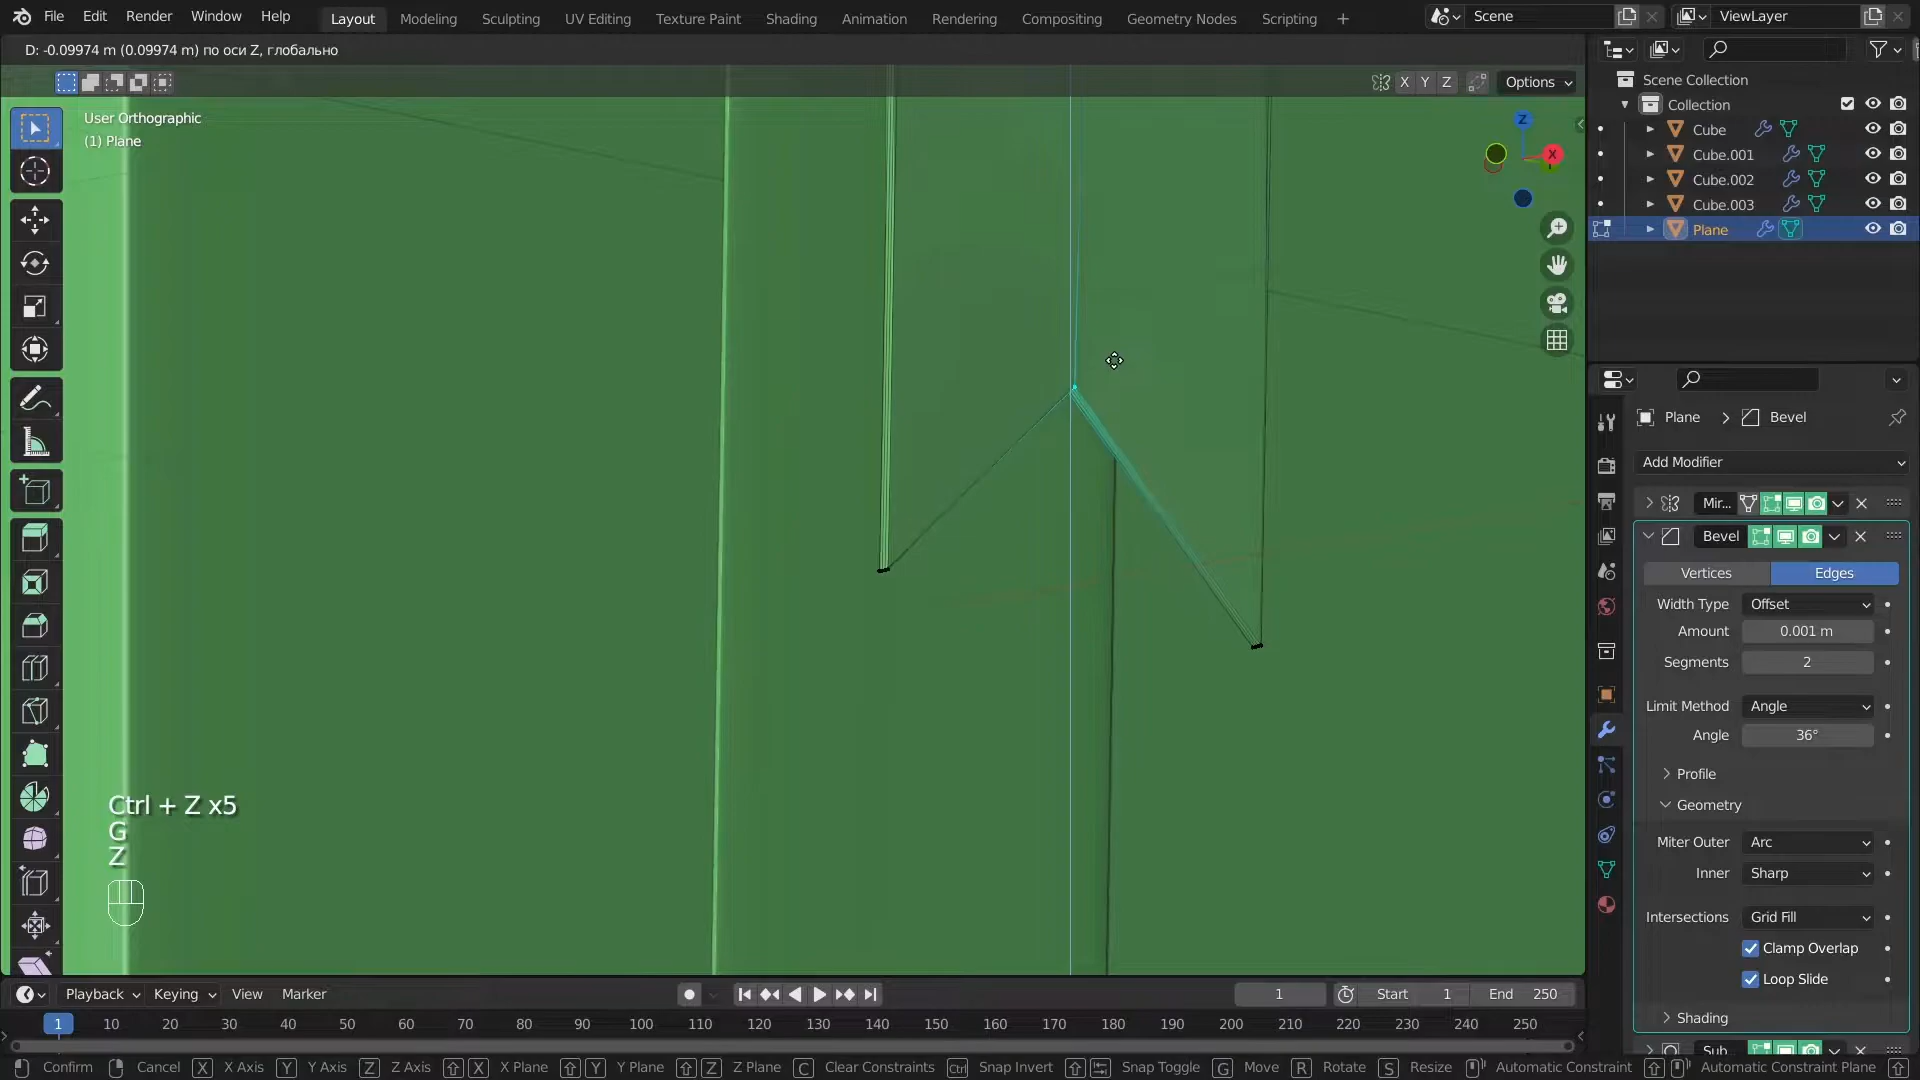 File Edit Render Window Help Layout Modeling Sculpting UV Editing Texture Paint Shading Animation Rendering Compositing Geometry Nodes Scripting + Scene ViewLayer
D: -0.09974 m (0.09974 m) по оси Z, глобально
X Y Z Options
User Orthographic
(1) Plane
Z
X
Scene Collection
Collection
Cube
Cube.001
Cube.002
Cube.003
Plane
Plane > Bevel
Add Modifier
Mir...
Bevel
Vertices Edges
Width Type Offset
Amount 0.001 m
Segments 2
Limit Method Angle
Angle 36°
Profile
Geometry
Miter Outer Arc
Inner Sharp
Intersections Grid Fill
Clamp Overlap
Loop Slide
Shading
Sub...
Ctrl + Z x5
G
Z
Playback Keying View Marker 1 Start 1 End 250
1 10 20 30 40 50 60 70 80 90 100 110 120 130 140 150 160 170 180 190 200 210 220 230 240 250
Confirm Cancel X X Axis Y Y Axis Z Z Axis X X Plane Y Y Plane Z Z Plane C Clear Constraints Ctrl Snap Invert Snap Toggle G Move R Rotate S Resize Automatic Constraint Automatic Constraint Plane